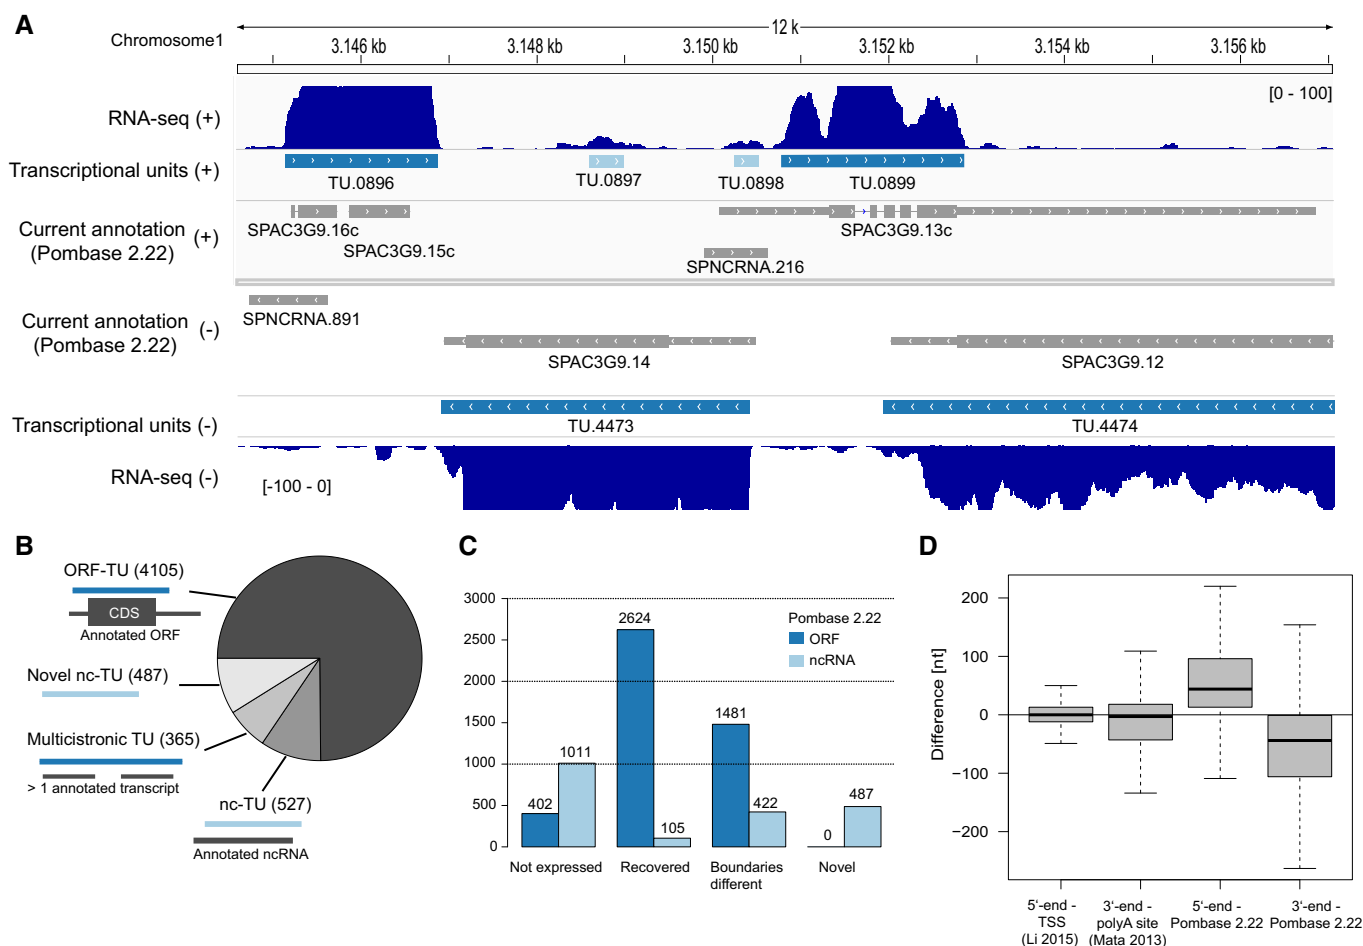 A
Chromosome1
12 k
3.146 kb
3.148 kb
3.150 kb
3.152 kb
3.154 kb
3.156 kb
RNA-seq (+)
[0 - 100]
Transcriptional units (+)
TU.0896
TU.0897
TU.0898
TU.0899
Current annotation (+)
(Pombase 2.22)
SPAC3G9.16c
SPAC3G9.15c
SPAC3G9.13c
SPNCRNA.216
SPNCRNA.891
Current annotation (-)
(Pombase 2.22)
SPAC3G9.14
SPAC3G9.12
Transcriptional units (-)
TU.4473
TU.4474
RNA-seq (-)
[-100 - 0]
B
ORF-TU (4105)
CDS
Annotated ORF
Novel nc-TU (487)
Multicistronic TU (365)
> 1 annotated transcript
nc-TU (527)
Annotated ncRNA
C
3000
2500
2000
1500
1000
500
0
Pombase 2.22
ORF
ncRNA
402
1011
2624
105
1481
422
0
487
Not expressed
Recovered
Boundaries
different
Novel
D
Difference [nt]
200
100
0
−100
−200
5'-end -
TSS
(Li 2015)
3'-end -
polyA site
(Mata 2013)
5'-end -
Pombase 2.22
3'-end -
Pombase 2.22